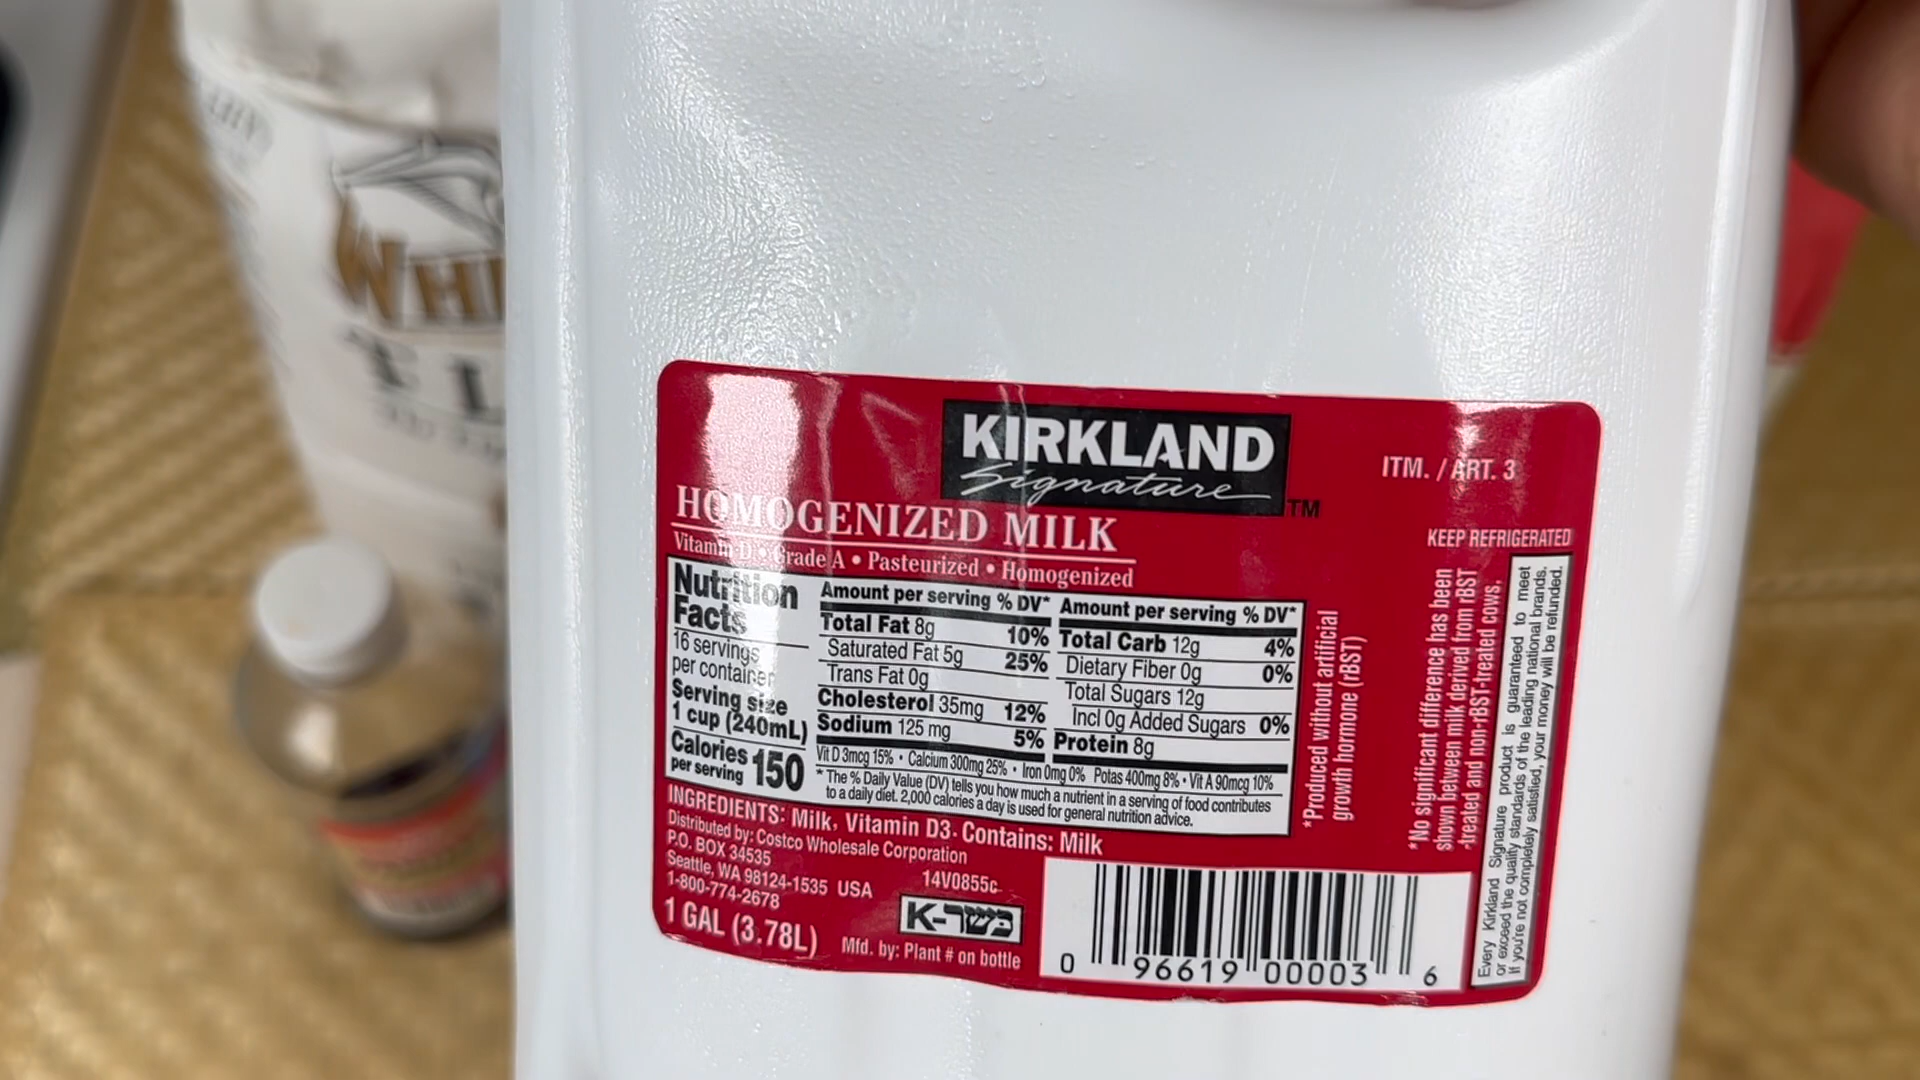 WHI
KIRKLAND
Signature™
ITM. / ART. 3
HOMOGENIZED MILK
Vitamin D • Grade A • Pasteurized • Homogenized
KEEP REFRIGERATED
Nutrition
Facts
16 servings
per container
Serving size
1 cup (240mL)
Calories 150
per serving
Amount per serving % DV*
Total Fat 8g 10%
Saturated Fat 5g 25%
Trans Fat 0g
Cholesterol 35mg 12%
Sodium 125 mg 5%
Amount per serving % DV*
Total Carb 12g 4%
Dietary Fiber 0g 0%
Total Sugars 12g
Incl 0g Added Sugars 0%
Protein 8g
Vit D 3mcg 15% • Calcium 300mg 25% • Iron 0mg 0% Potas 400mg 8% • Vit A 90mcg 10%
* The % Daily Value (DV) tells you how much a nutrient in a serving of food contributes
to a daily diet. 2,000 calories a day is used for general nutrition advice.
INGREDIENTS: Milk, Vitamin D3. Contains: Milk
Distributed by: Costco Wholesale Corporation
P.O. BOX 34535
Seattle, WA 98124-1535 USA
1-800-774-2678
14V0855c
1 GAL (3.78L)
K-כשר
Mfd. by: Plant # on bottle
0 96619 00003 6
*Produced without artificial
growth hormone (rBST)
*No significant difference has been
shown between milk derived from rBST
-treated and non-rBST-treated cows.
Every Kirkland Signature product is guaranteed to meet
or exceed the quality standards of the leading national brands.
If you're not completely satisfied, your money will be refunded.